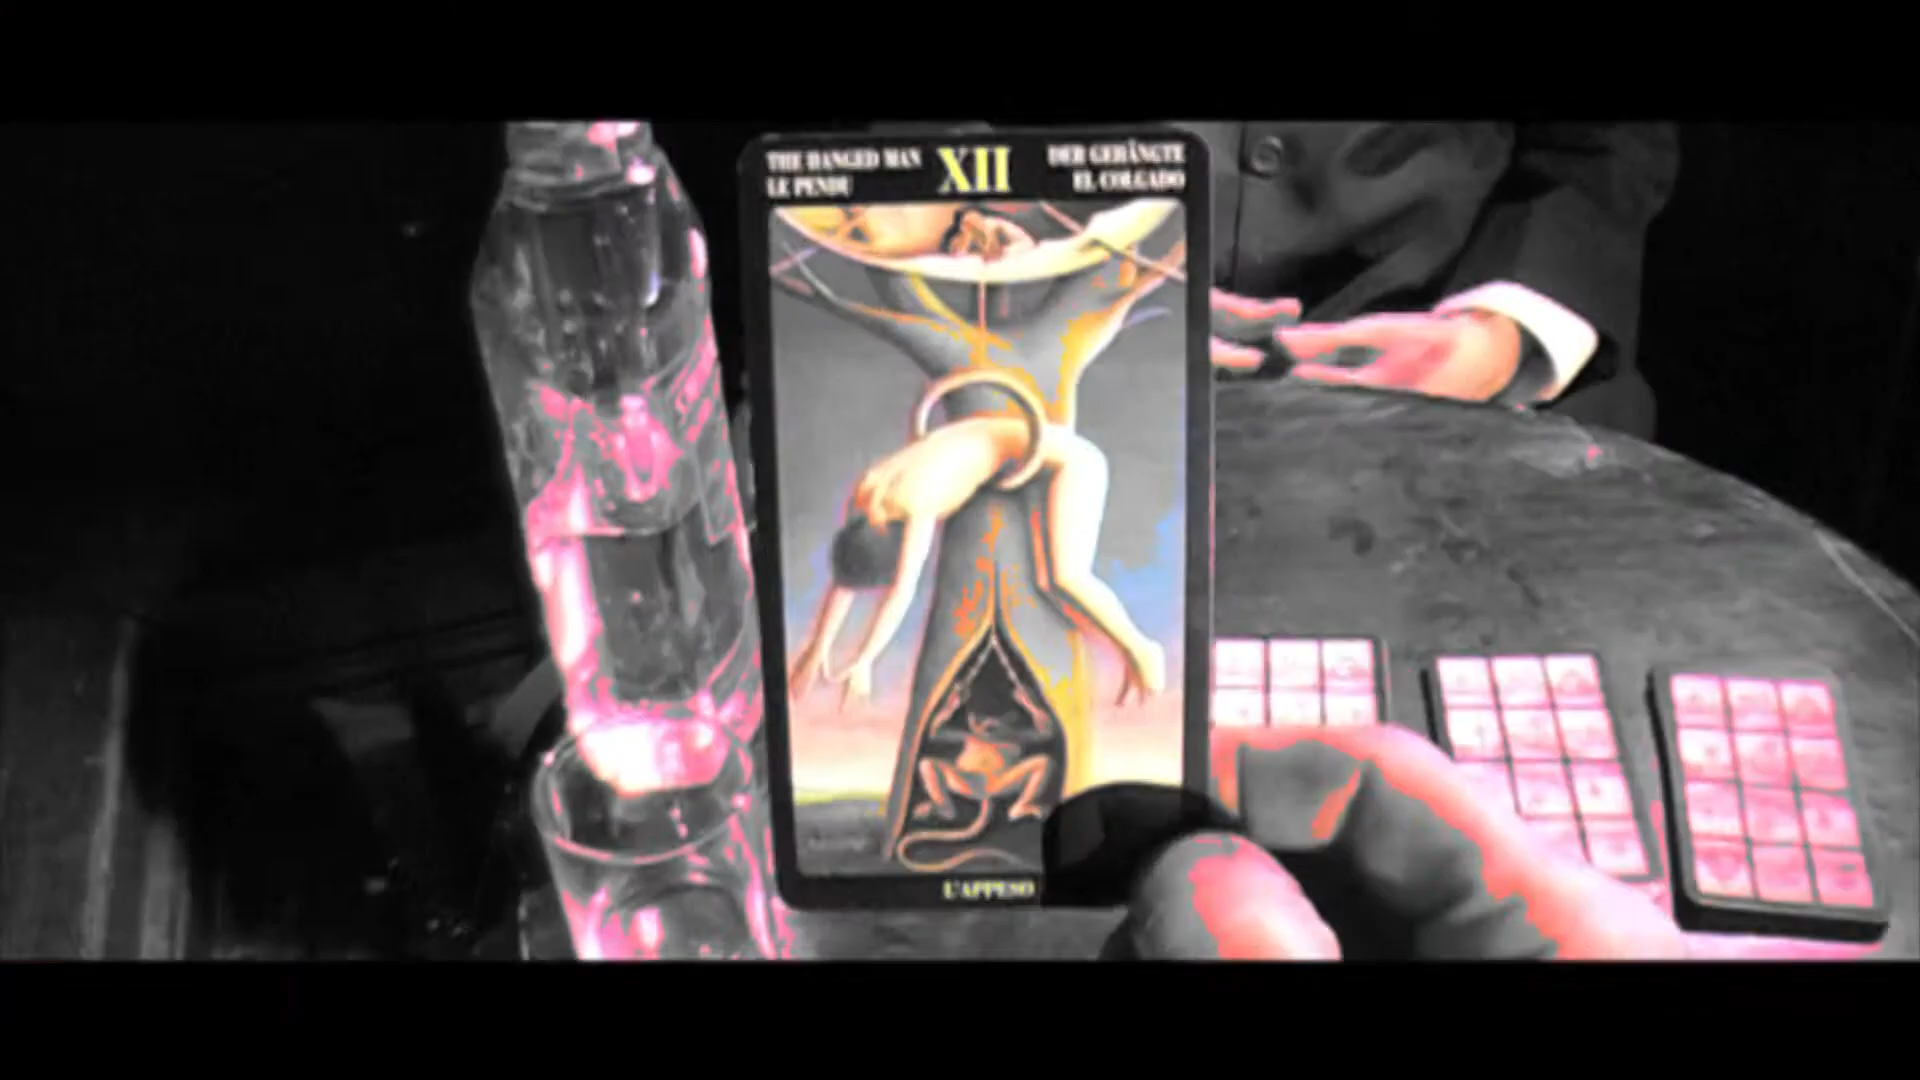 THE HANGED MAN
LE PENDU
XII
DER GEHÄNGTE
EL COLGADO
L'APPESO